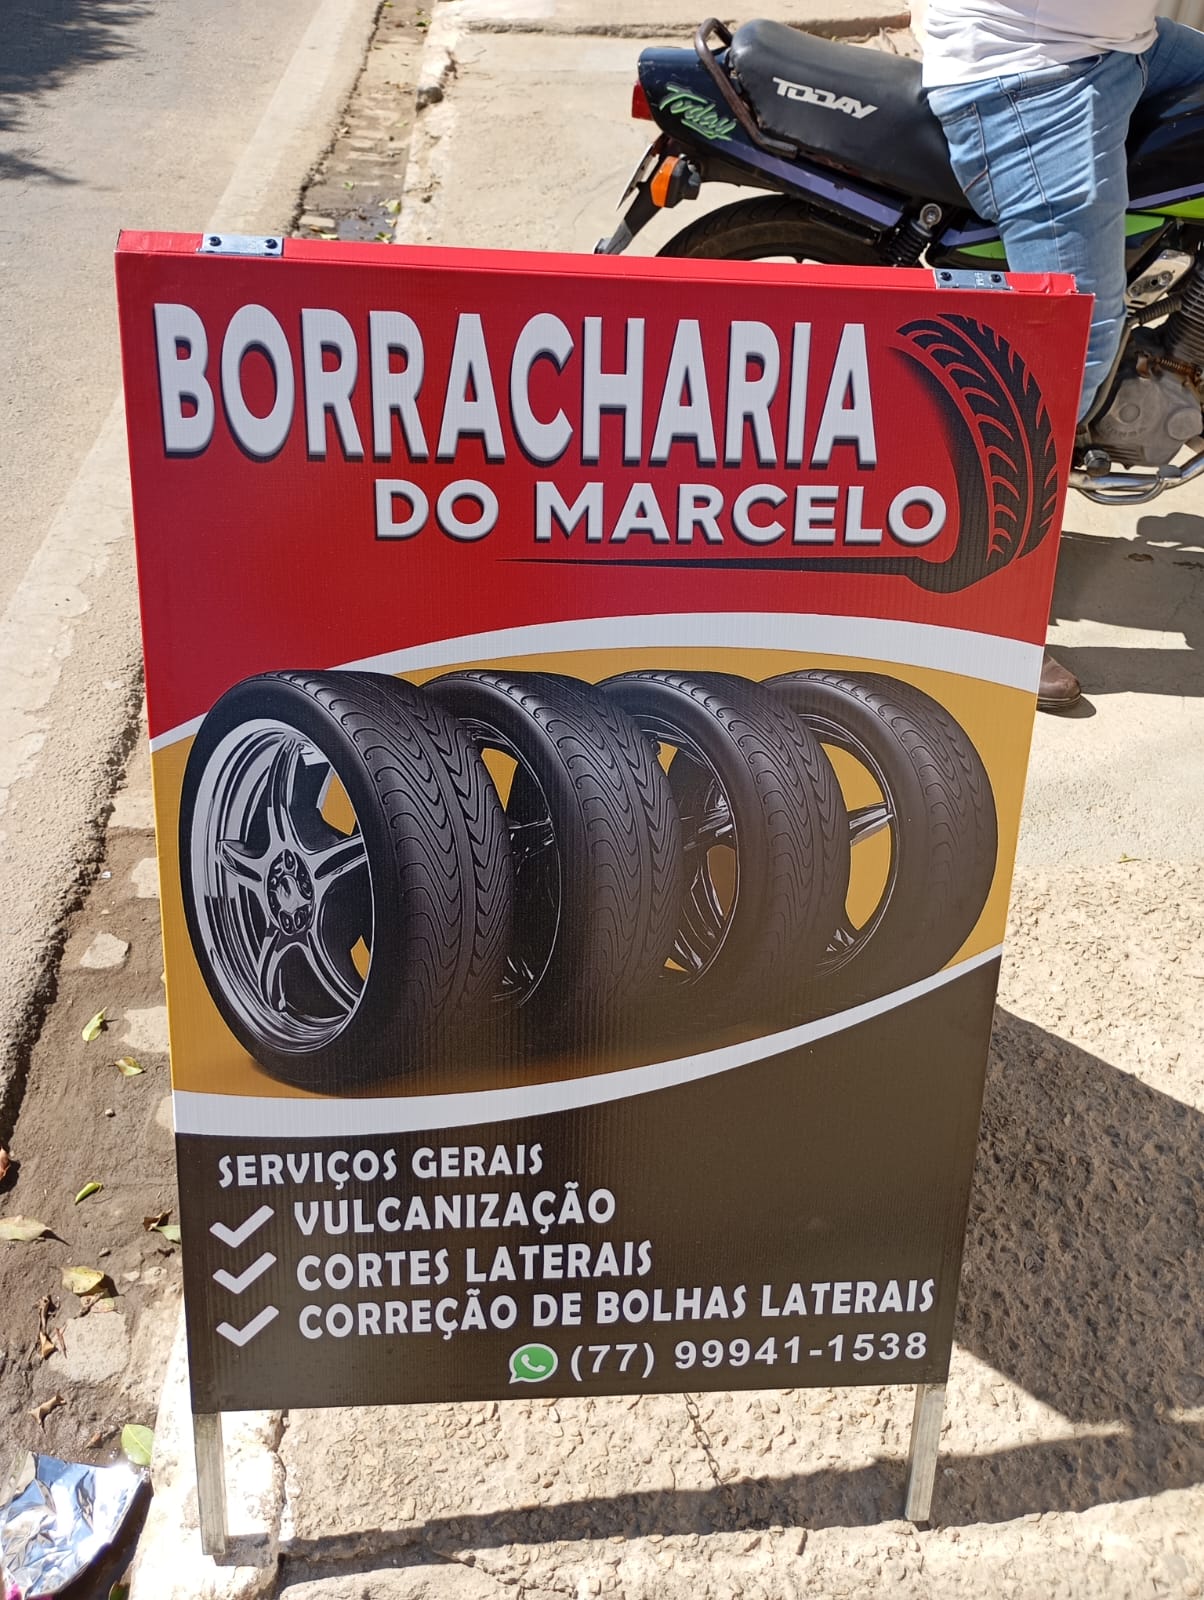 TODAY
Today
BORRACHARIA
DO MARCELO
SERVIÇOS GERAIS
VULCANIZAÇÃO
CORTES LATERAIS
CORREÇÃO DE BOLHAS LATERAIS
(77) 99941-1538